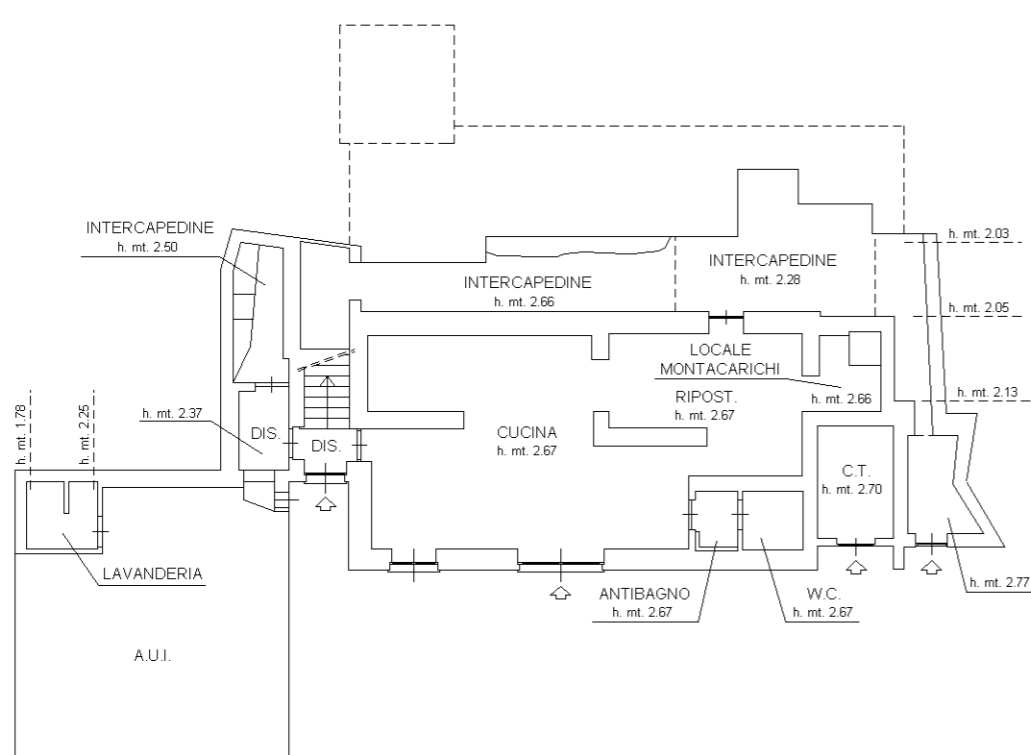 INTERCAPEDINE
h. mt. 2.50
h. mt. 2.03
INTERCAPEDINE
h. mt. 2.28
INTERCAPEDINE
h. mt. 2.66
h. mt. 2.05
LOCALE
MONTACARICHI
h. mt. 2.66
h. mt. 2.13
RIPOST.
h. mt. 2.67
h. mt. 1.78
h. mt. 2.25
h. mt. 2.37
DIS.
DIS.
CUCINA
h. mt. 2.67
C.T.
h. mt. 2.70
LAVANDERIA
h. mt. 2.77
ANTIBAGNO
h. mt. 2.67
W.C.
h. mt. 2.67
A.U.I.